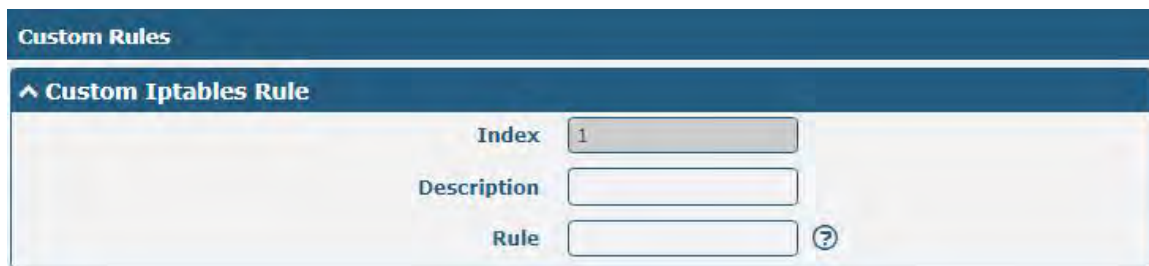 Custom Rules
Custom Iptables Rule
Index 1
Description
Rule